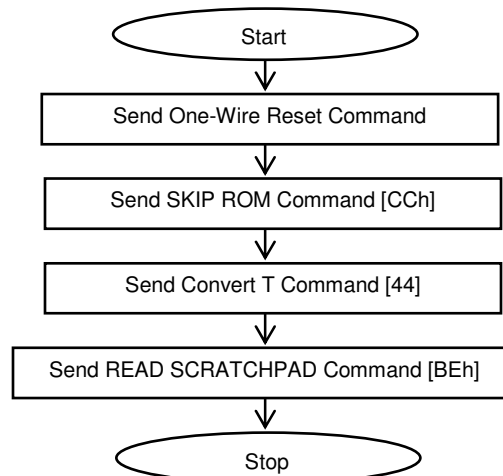 Start
Send One-Wire Reset Command
Send SKIP ROM Command [CCh]
Send Convert T Command [44]
Send READ SCRATCHPAD Command [BEh]
Stop